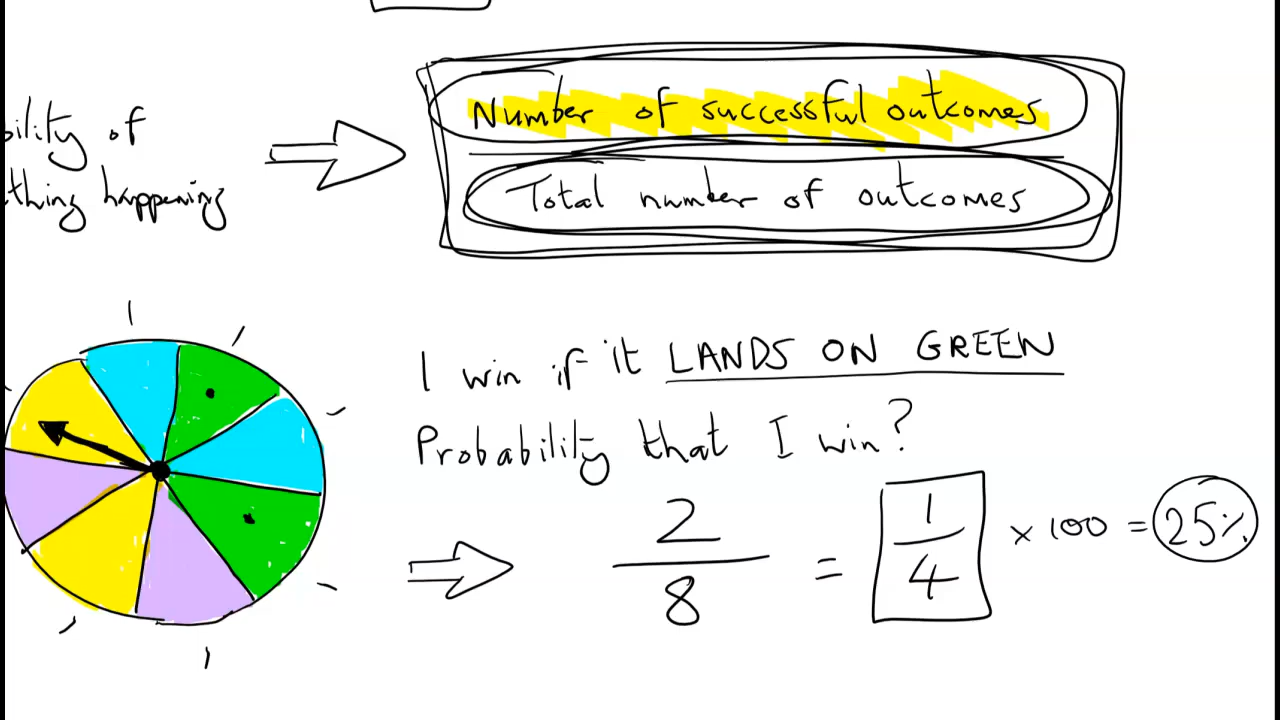 Number of successful outcomes
Total number of outcomes
bility of
thing happening
I win if it LANDS ON GREEN
Probability that I win?
2/8 = 1/4 × 100 = 25%